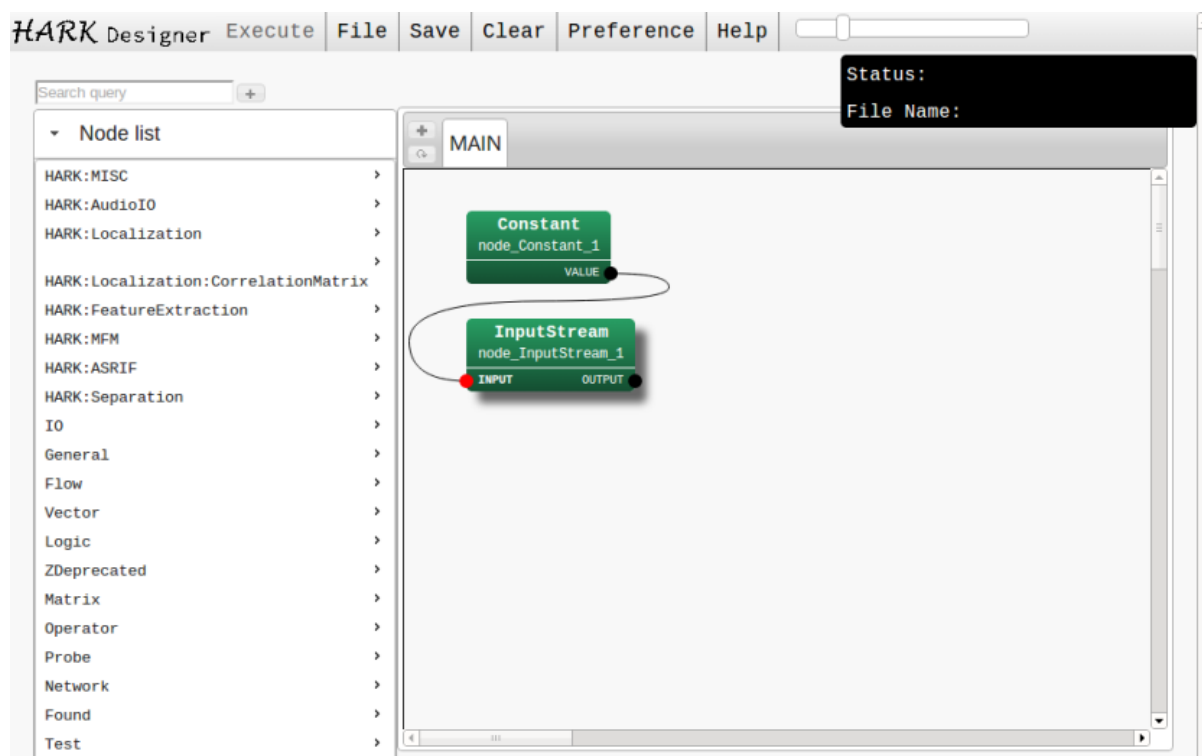 HARK Designer Execute File Save Clear Preference Help
Status:
File Name:
Search query
+
Node list
MAIN
HARK:MISC
HARK:AudioIO
HARK:Localization
HARK:Localization:CorrelationMatrix
HARK:FeatureExtraction
HARK:MFM
HARK:ASRIF
HARK:Separation
IO
General
Flow
Vector
Logic
ZDeprecated
Matrix
Operator
Probe
Network
Found
Test
Constant
node_Constant_1
VALUE
InputStream
node_InputStream_1
INPUT OUTPUT